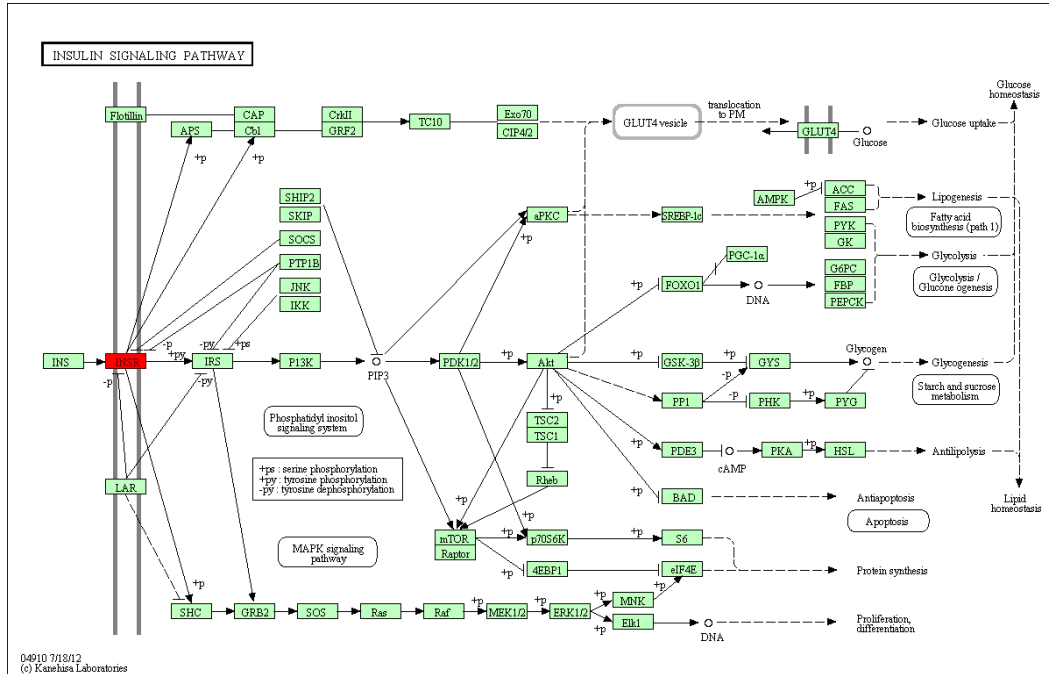 INSULIN SIGNALING PATHWAY
Glucose
homeostasis
Flotillin
CAP
Cbl
APS
CrkII
GRF2
TC10
Exo70
CIP4/2
GLUT4 vesicle
translocation
to PM
GLUT4
Glucose
Glucose uptake
+p
+p
SHIP2
SKIP
SOCS
PTP1B
JNK
IKK
aPKC
+p
SREBP-1c
AMPK
+p
ACC
FAS
PYK
GK
Lipogenesis
Fatty acid
biosynthesis (path 1)
PGC-1α
+p
FOXO1
DNA
G6PC
FBP
PEPCK
Glycolysis
Glycolysis /
Glucone ogenesis
INS
INSR
-p
+py
-p
-py
+ps
IRS
-py
P13K
PIP3
PDK1/2
+p
Akt
+p
GSK-3β
+p
GYS
-p
Glycogen
Glycogenesis
Starch and sucrose
metabolism
PP1
-p
PHK
+p
PYG
Phosphatidyl inositol
signaling system
+p
TSC2
TSC1
Rheb
+p
PDE3
cAMP
PKA
+p
HSL
Antilipolysis
+ps : serine phosphorylation
+py : tyrosine phosphorylation
-py : tyrosine dephosphorylation
LAR
+p
BAD
Antiapoptosis
Apoptosis
Lipid
homeostasis
MAPK signaling
pathway
+p
+p
mTOR
Raptor
+p
p70S6K
+p
S6
+p
4EBP1
eIF4E
Protein synthesis
+p
SHC
GRB2
SOS
Ras
Raf
+p
MEK1/2
+p
ERK1/2
+p
MNK
+p
+p
Elk1
DNA
Proliferation,
differentiation
04910 7/18/12
(c) Kanehisa Laboratories